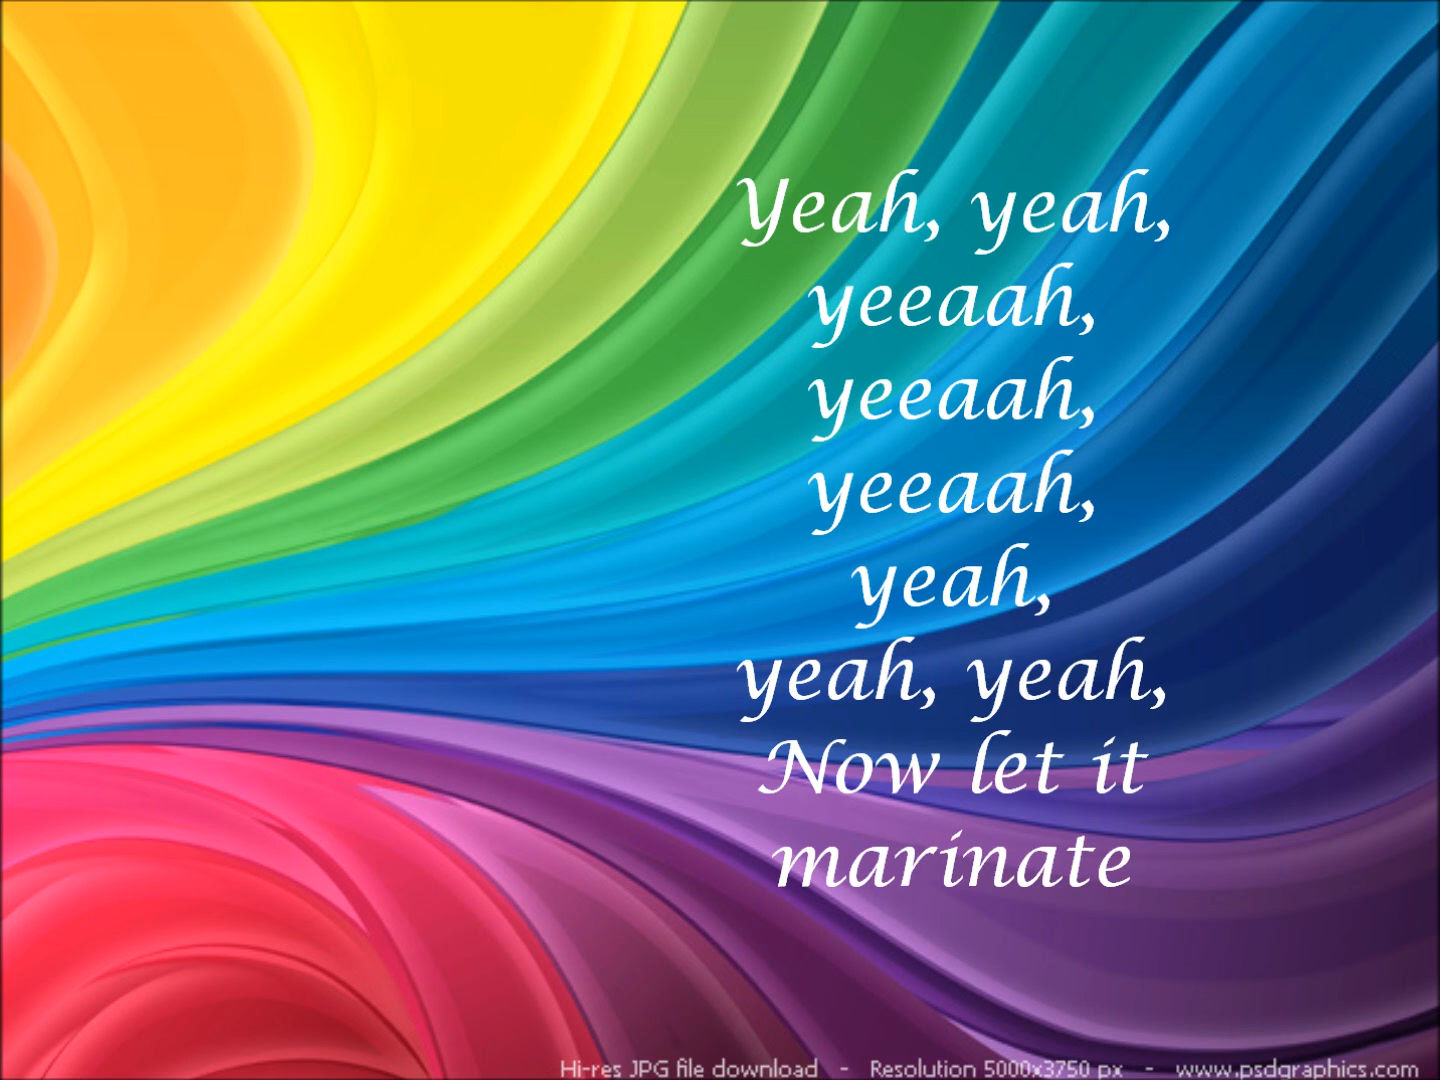 Yeah, yeah,
yeeaah,
yeeaah,
yeeaah,
yeah,
yeah, yeah,
Now let it
marinate
Hi-res JPG file download - Resolution 5000x3750 px - www.psdgraphics.com